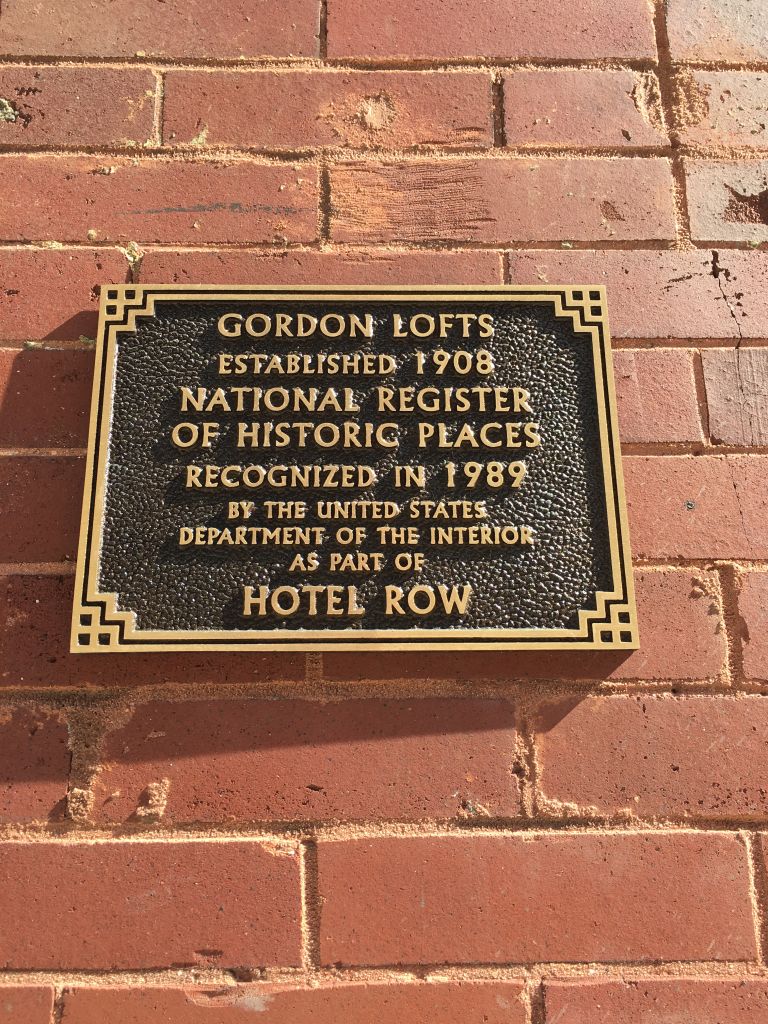 GORDON LOFTS
ESTABLISHED 1908
NATIONAL REGISTER
OF HISTORIC PLACES
RECOGNIZED IN 1989
BY THE UNITED STATES
DEPARTMENT OF THE INTERIOR
AS PART OF
HOTEL ROW